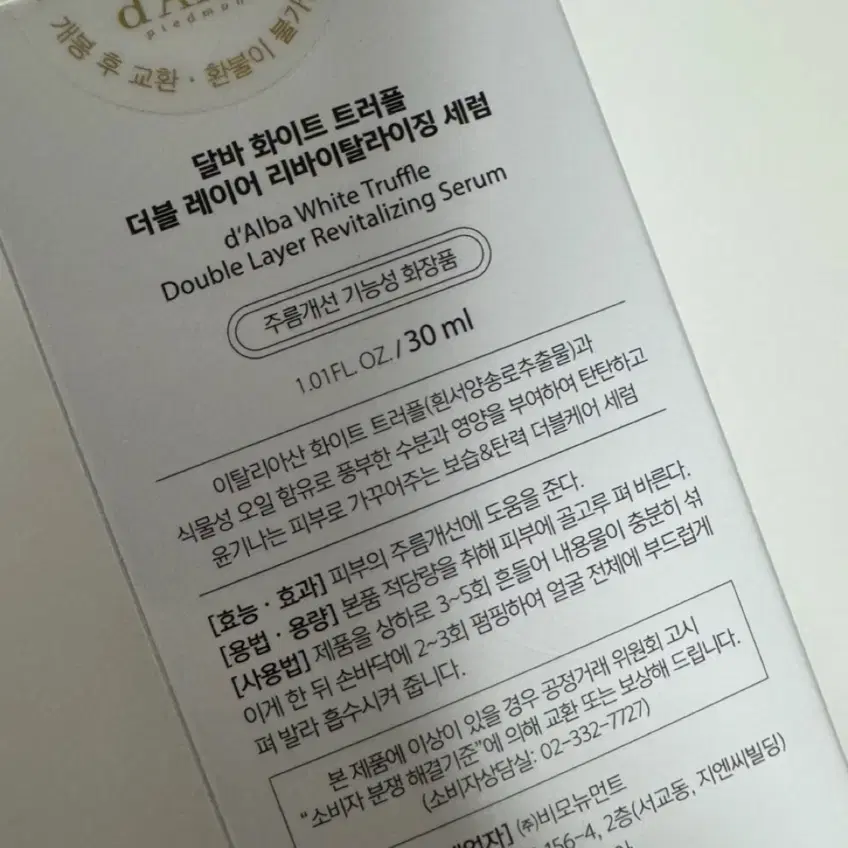 piedmont
개봉 후 교환 · 환불이 불가
달바 화이트 트러플
더블 레이어 리바이탈라이징 세럼
d'Alba White Truffle
Double Layer Revitalizing Serum
주름개선 기능성 화장품
1.01FL. OZ. / 30 ml
이탈리아산 화이트 트러플(흰서양송로추출물)과
식물성 오일 함유로 풍부한 수분과 영양을 부여하여 탄탄하고
윤기나는 피부로 가꾸어주는 보습&탄력 더블케어 세럼
[효능 · 효과] 피부의 주름개선에 도움을 준다.
[용법 · 용량] 본품 적당량을 취해 피부에 골고루 펴 바른다.
[사용법] 제품을 상하로 3~5회 흔들어 내용물이 충분히 섞
이게 한 뒤 손바닥에 2~3회 펌핑하여 얼굴 전체에 부드럽게
펴 발라 흡수시켜 줍니다.
본 제품에 이상이 있을 경우 공정거래 위원회 고시
"소비자 분쟁 해결기준"에 의해 교환 또는 보상해 드립니다.
(소비자상담실: 02-332-7727)
업자] (주)비모뉴먼트
156-4, 2층(서교동, 지엔씨빌딩)